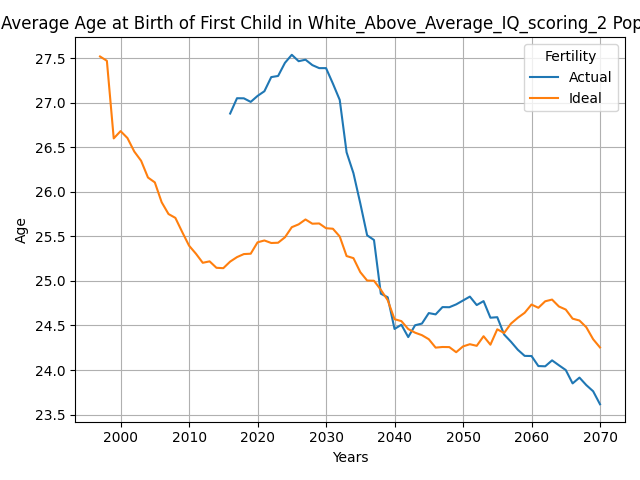 Average Age at Birth of First Child in White_Above_Average_IQ_scoring_2 Pop
Fertility
Actual
Ideal
27.5
27.0
26.5
26.0
25.5
25.0
24.5
24.0
23.5
Age
2000 2010 2020 2030 2040 2050 2060 2070
Years